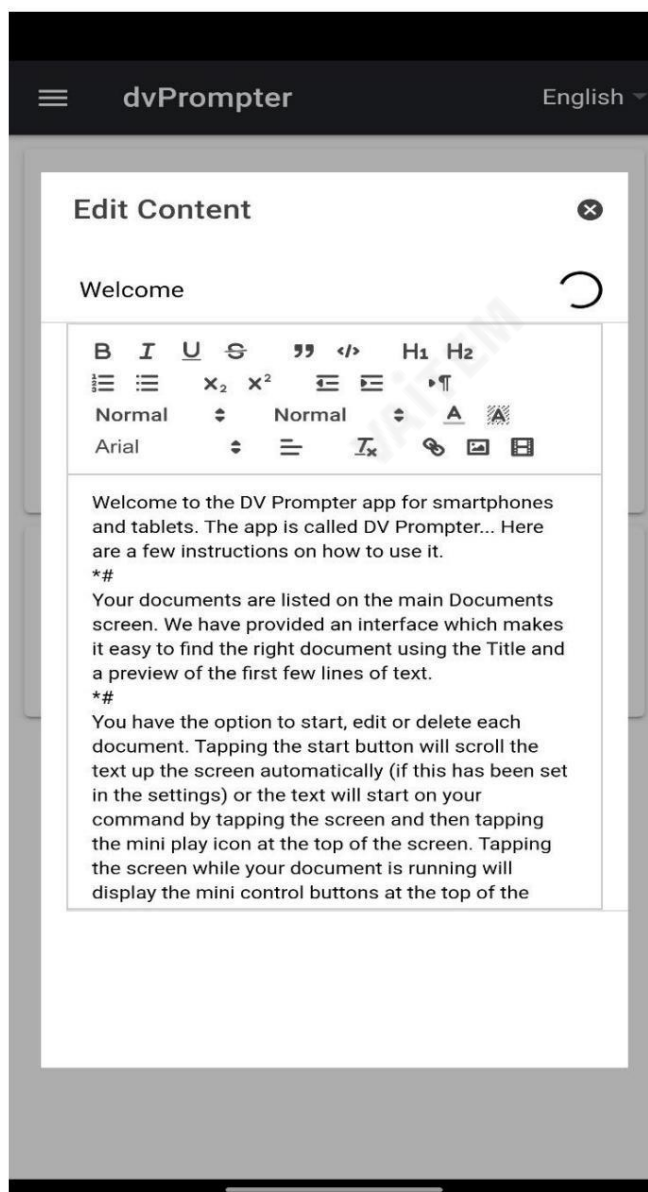 dvPrompter English
Edit Content
Welcome
B I U S ” </> H1 H2
X2 X²
Normal Normal A A
Arial Tx
Welcome to the DV Prompter app for smartphones
and tablets. The app is called DV Prompter... Here
are a few instructions on how to use it.
*#
Your documents are listed on the main Documents
screen. We have provided an interface which makes
it easy to find the right document using the Title and
a preview of the first few lines of text.
*#
You have the option to start, edit or delete each
document. Tapping the start button will scroll the
text up the screen automatically (if this has been set
in the settings) or the text will start on your
command by tapping the screen and then tapping
the mini play icon at the top of the screen. Tapping
the screen while your document is running will
display the mini control buttons at the top of the
VAiTEM